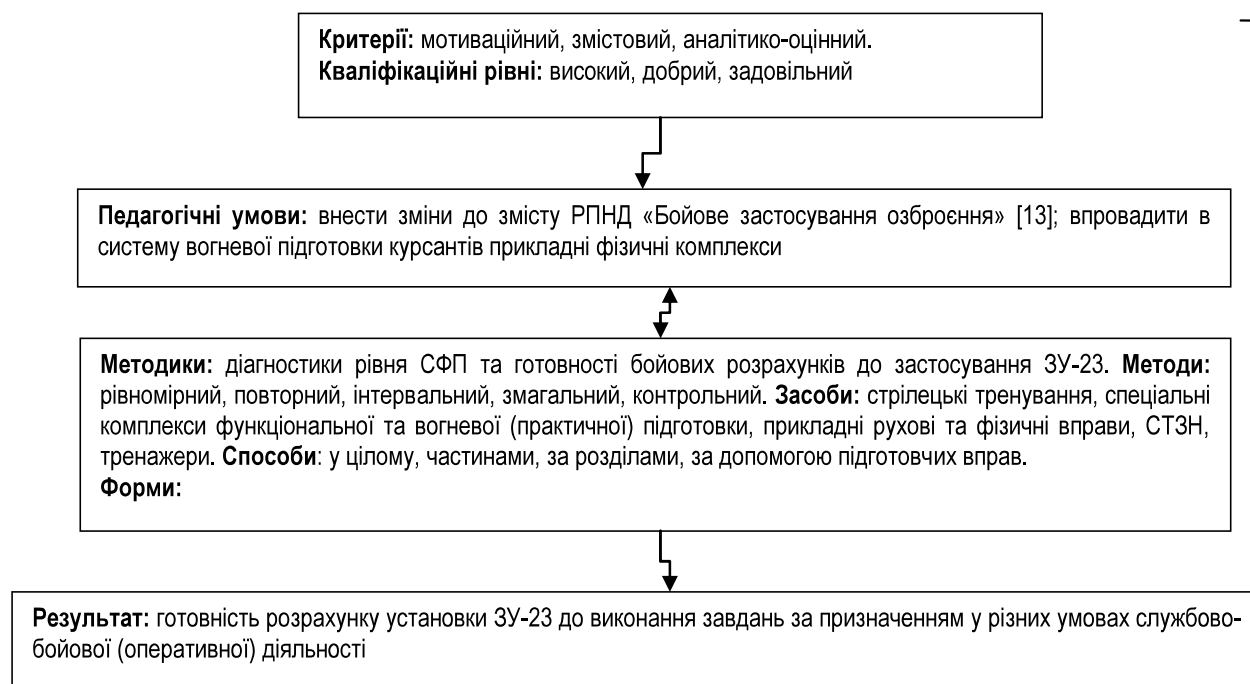 Критерії: мотиваційний, змістовий, аналітико-оцінний.
Кваліфікаційні рівні: високий, добрий, задовільний
Педагогічні умови: внести зміни до змісту РПНД «Бойове застосування озброєння» [13]; впровадити в
систему вогневої підготовки курсантів прикладні фізичні комплекси
Методики: діагностики рівня СФП та готовності бойових розрахунків до застосування ЗУ-23. Методи:
рівномірний, повторний, інтервальний, змагальний, контрольний. Засоби: стрілецькі тренування, спеціальні
комплекси функціональної та вогневої (практичної) підготовки, прикладні рухові та фізичні вправи, СТЗН,
тренажери. Способи: у цілому, частинами, за розділами, за допомогою підготовчих вправ.
Форми:
Результат: готовність розрахунку установки ЗУ-23 до виконання завдань за призначенням у різних умовах службово-
бойової (оперативної) діяльності